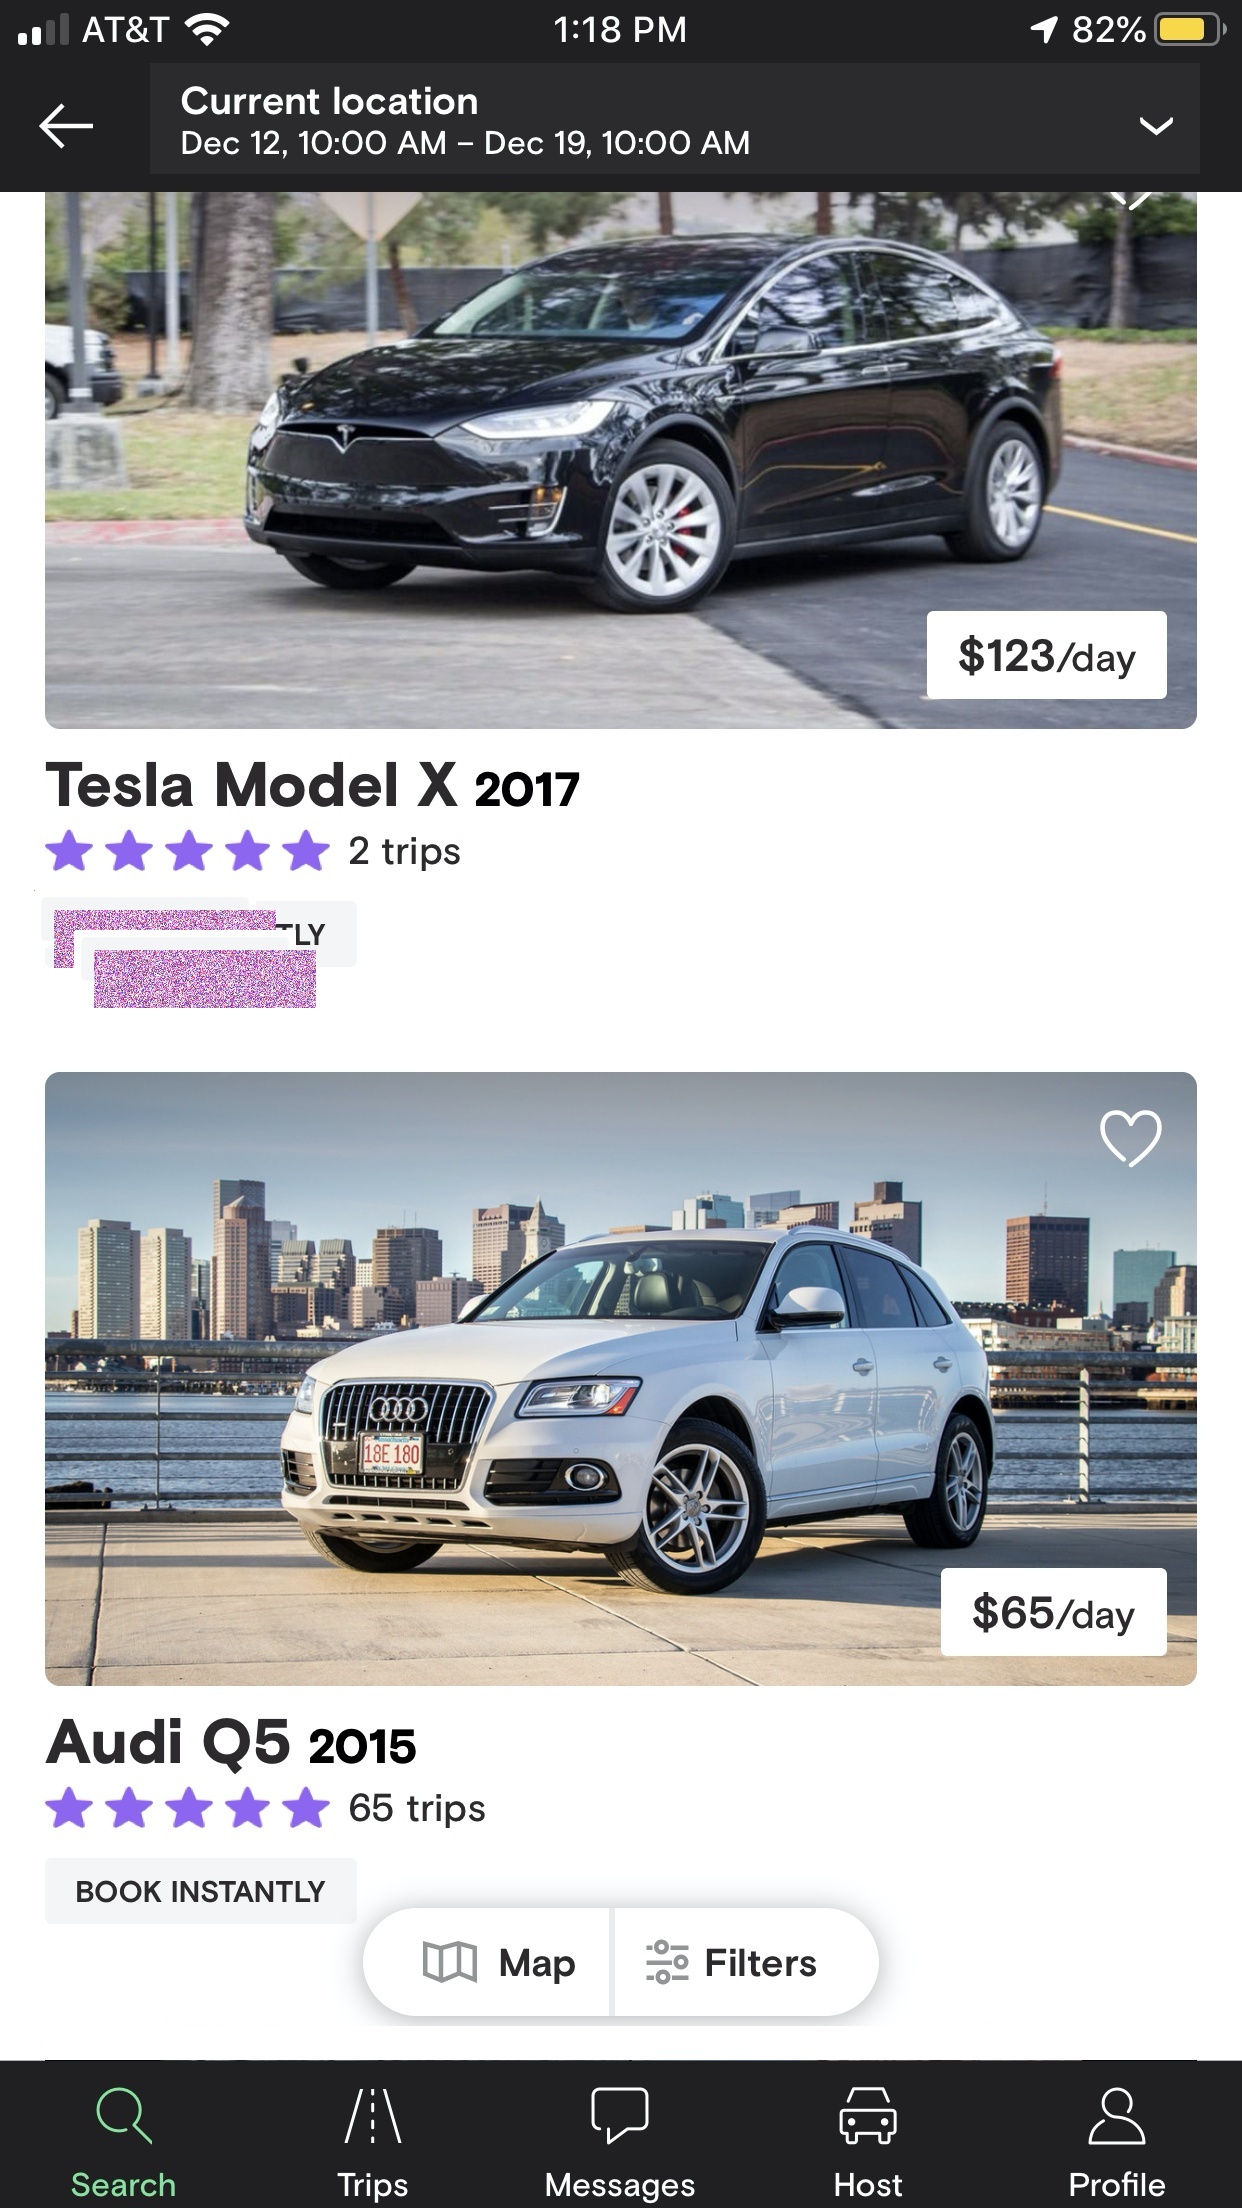 AT&T 1:18 PM 82%
Current location
Dec 12, 10:00 AM – Dec 19, 10:00 AM
$123/day
Tesla Model X 2017
2 trips
TLY
18E 180
$65/day
Audi Q5 2015
65 trips
BOOK INSTANTLY
Map Filters
Search Trips Messages Host Profile